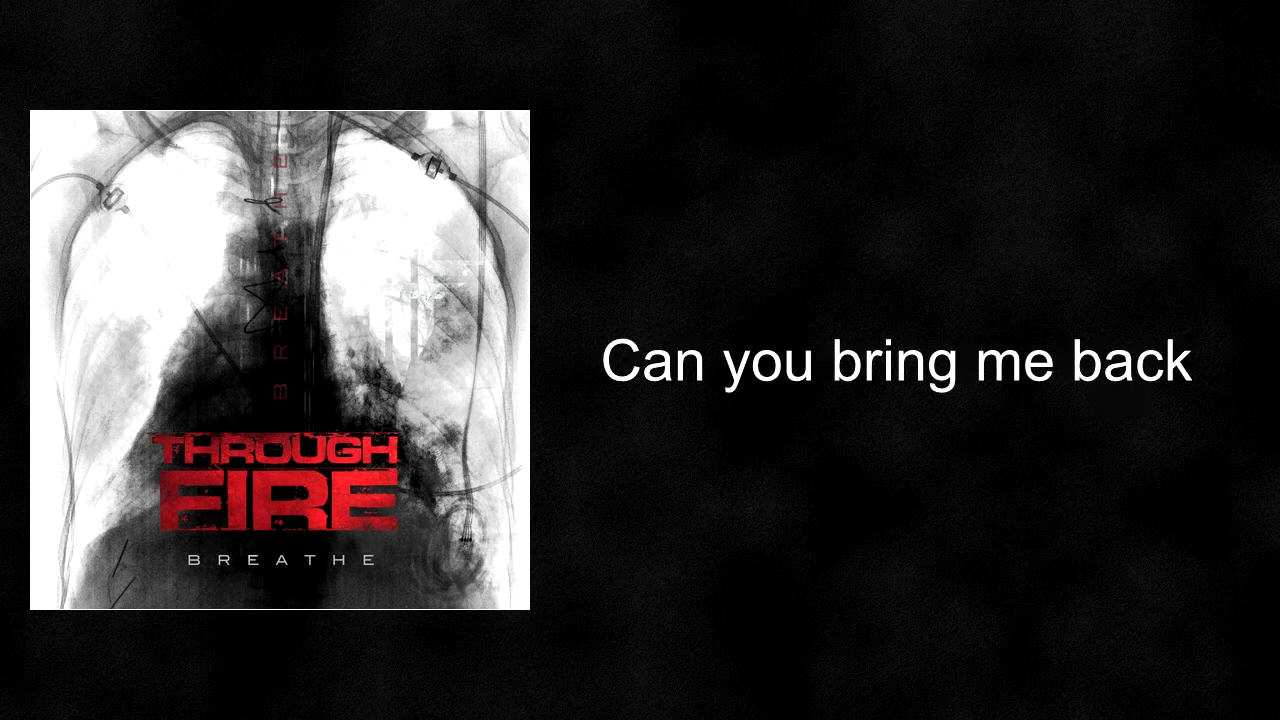 BREATHE
THROUGH
FIRE
BREATHE
Can you bring me back